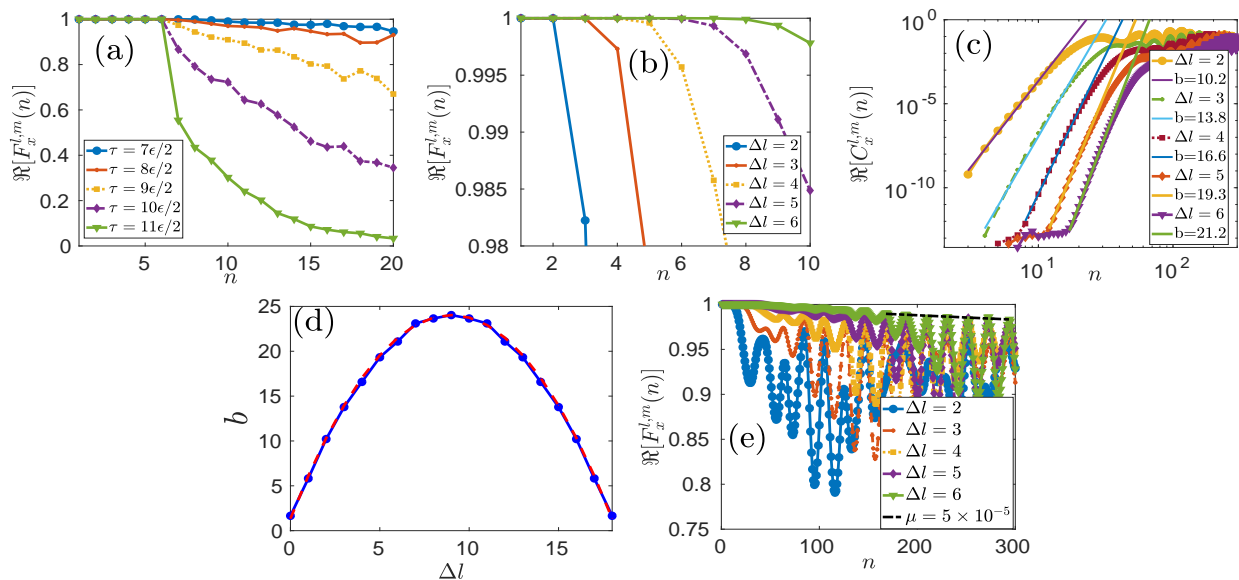 (a)
ℜ[F_x^{l,m}(n)]
1
0.8
0.6
0.4
0.2
0
5
10
15
20
n
τ = 7ϵ/2
τ = 8ϵ/2
τ = 9ϵ/2
τ = 10ϵ/2
τ = 11ϵ/2
(b)
ℜ[F_x^{l,m}(n)]
1
0.995
0.99
0.985
0.98
2
4
6
8
10
n
Δl = 2
Δl = 3
Δl = 4
Δl = 5
Δl = 6
(c)
ℜ[C_x^{l,m}(n)]
10^0
10^{-5}
10^{-10}
10^1
10^2
n
Δl = 2
b=10.2
Δl = 3
b=13.8
Δl = 4
b=16.6
Δl = 5
b=19.3
Δl = 6
b=21.2
(d)
b
25
20
15
10
5
0
0
5
10
15
Δl
(e)
ℜ[F_x^{l,m}(n)]
1
0.95
0.9
0.85
0.8
0.75
0
100
200
300
n
Δl = 2
Δl = 3
Δl = 4
Δl = 5
Δl = 6
μ = 5 × 10^{-5}